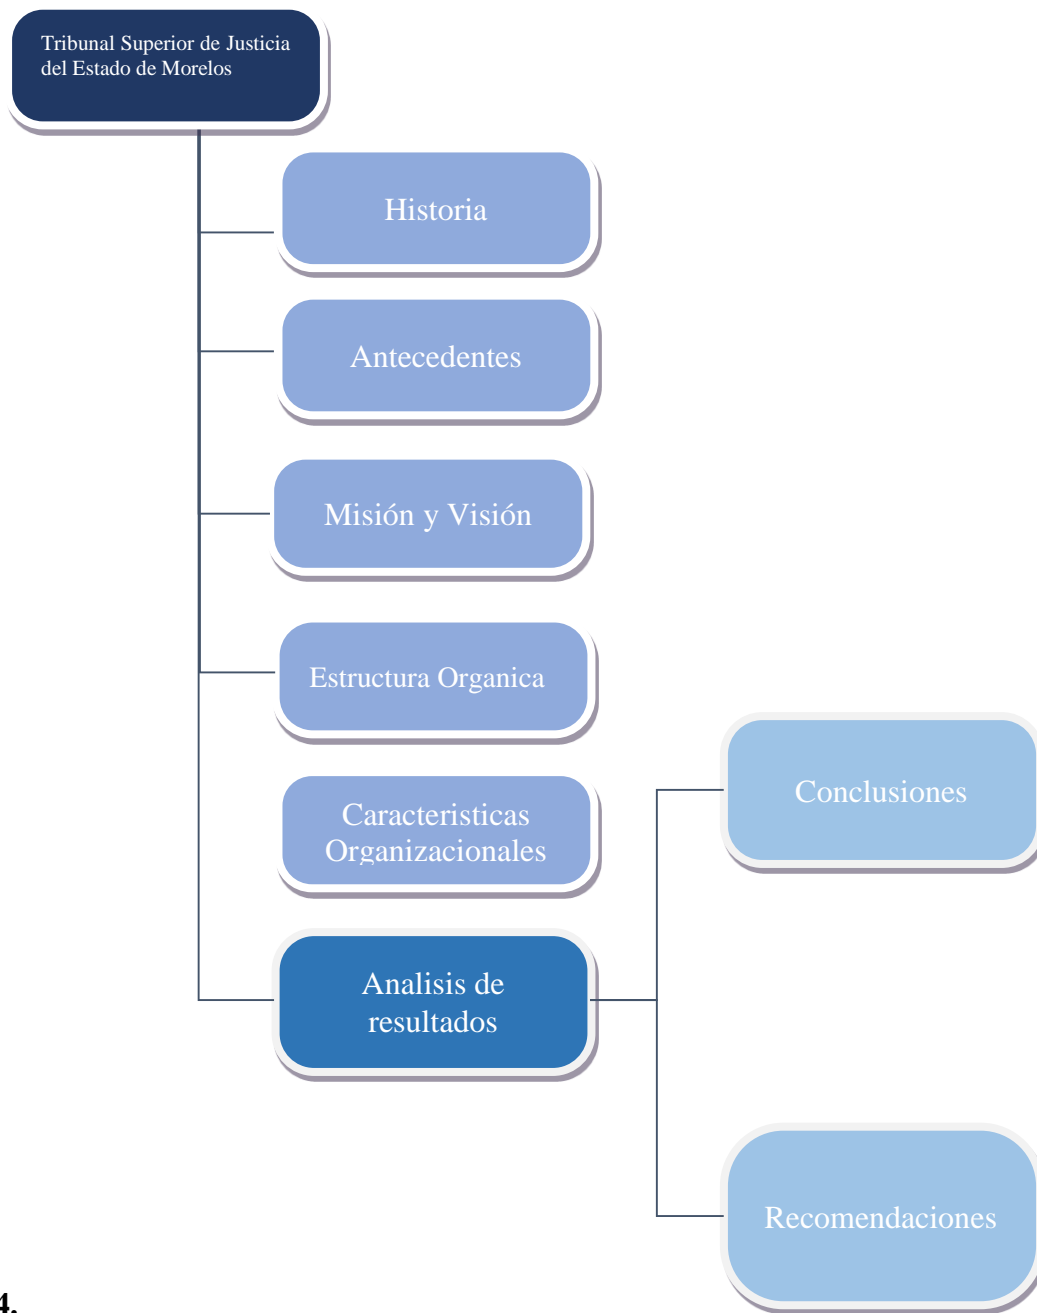 Tribunal Superior de Justicia
del Estado de Morelos
Historia
Antecedentes
Misión y Visión
Estructura Organica
Caracteristicas
Organizacionales
Analisis de
resultados
Conclusiones
Recomendaciones
4.